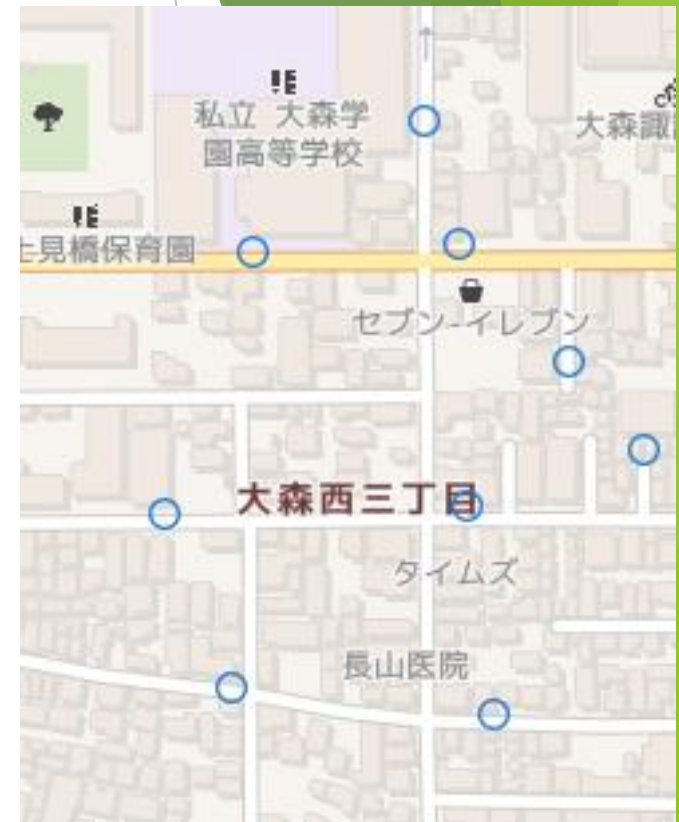 私立 大森学
園高等学校
大森諏
士見橋保育園
セブン-イレブン
大森西三丁目
タイムズ
長山医院